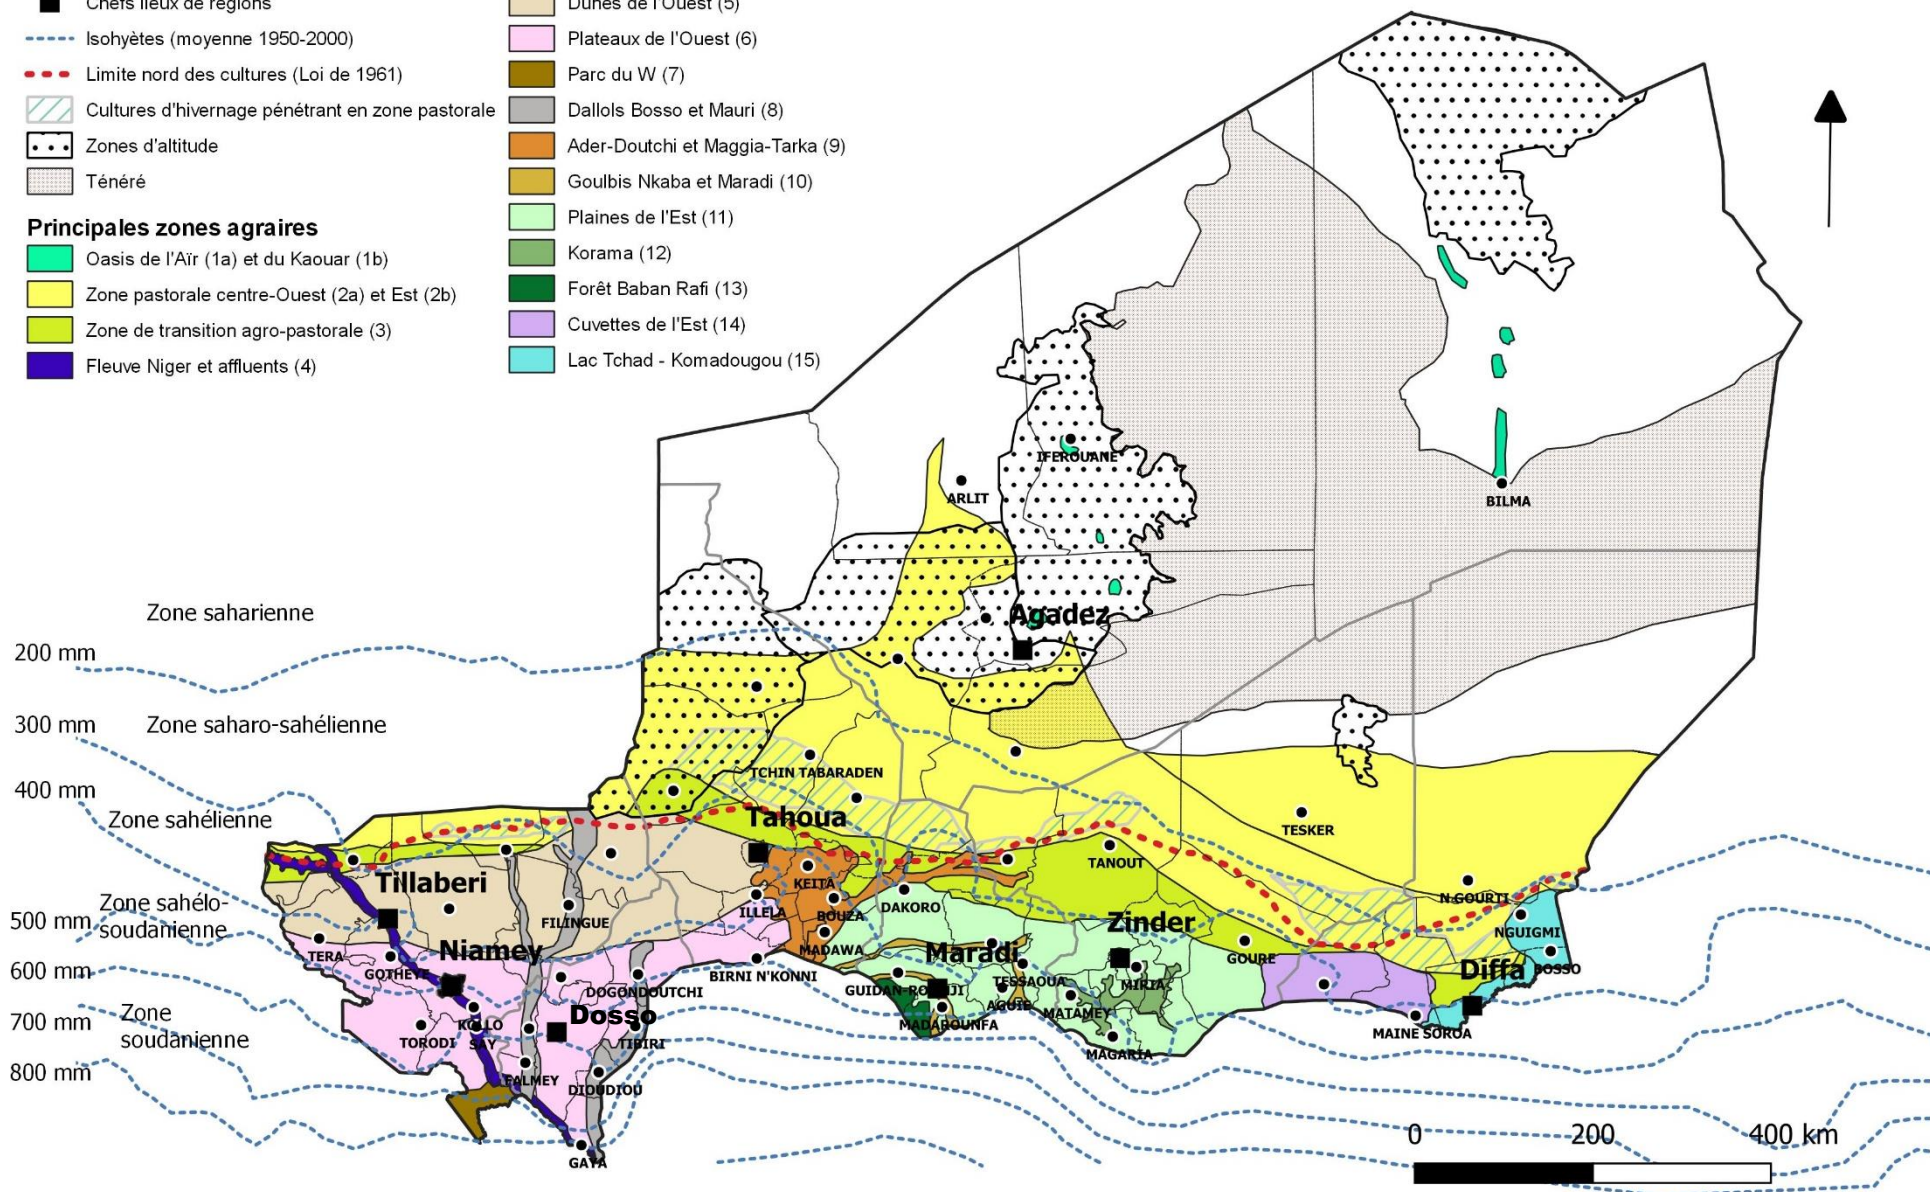 Chefs lieux de régions
Isohyètes (moyenne 1950-2000)
Limite nord des cultures (Loi de 1961)
Cultures d'hivernage pénétrant en zone pastorale
Zones d'altitude
Ténéré
Principales zones agraires
Oasis de l'Aïr (1a) et du Kaouar (1b)
Zone pastorale centre-Ouest (2a) et Est (2b)
Zone de transition agro-pastorale (3)
Fleuve Niger et affluents (4)
Dunes de l'Ouest (5)
Plateaux de l'Ouest (6)
Parc du W (7)
Dallols Bosso et Mauri (8)
Ader-Doutchi et Maggia-Tarka (9)
Goulbis Nkaba et Maradi (10)
Plaines de l'Est (11)
Korama (12)
Forêt Baban Rafi (13)
Cuvettes de l'Est (14)
Lac Tchad - Komadougou (15)
IFEROUANE
ARLIT
BILMA
Zone saharienne
Agadez
200 mm
300 mm
Zone saharo-sahélienne
TCHIN TABARADEN
400 mm
Zone sahélienne
Tahoua
TESKER
TANOUT
Tillaberi
KEITA
N.GOURTI
Zone sahélo-
soudanienne
500 mm
FILINGUE
ILLELA
BOUZA
DAKORO
Zinder
NGUIGMI
TERA
Niamey
MADAWA
Maradi
GOURE
GOTHEYE
BIRNI N'KONNI
Diffa
BOSSO
600 mm
DOGONDOUTCHI
GUIDAN-ROUMDJI
TESSAOUA
MIRIA
AGUIE
MATAMEY
700 mm
Zone
soudanienne
KOLLO
Dosso
MADAROUNFA
MAINE SOROA
TORODI
SAY
TIBIRI
MAGARIA
800 mm
FALMEY
DIOUDIOU
GAYA
0 200 400 km